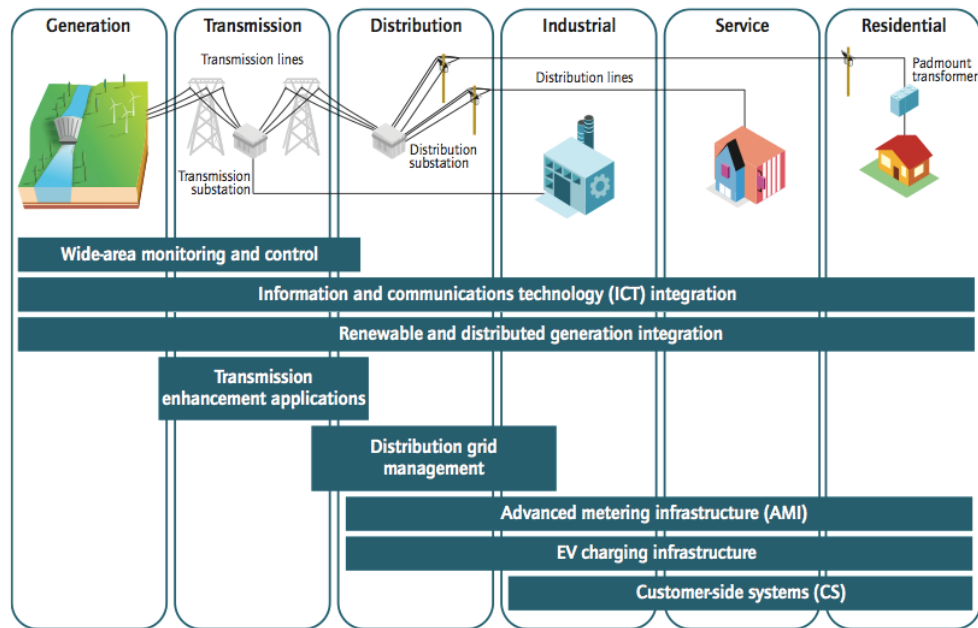 Generation
Transmission
Distribution
Industrial
Service
Residential
Transmission lines
Distribution lines
Padmount
transformer
Distribution
substation
Transmission
substation
Wide-area monitoring and control
Information and communications technology (ICT) integration
Renewable and distributed generation integration
Transmission
enhancement applications
Distribution grid
management
Advanced metering infrastructure (AMI)
EV charging infrastructure
Customer-side systems (CS)